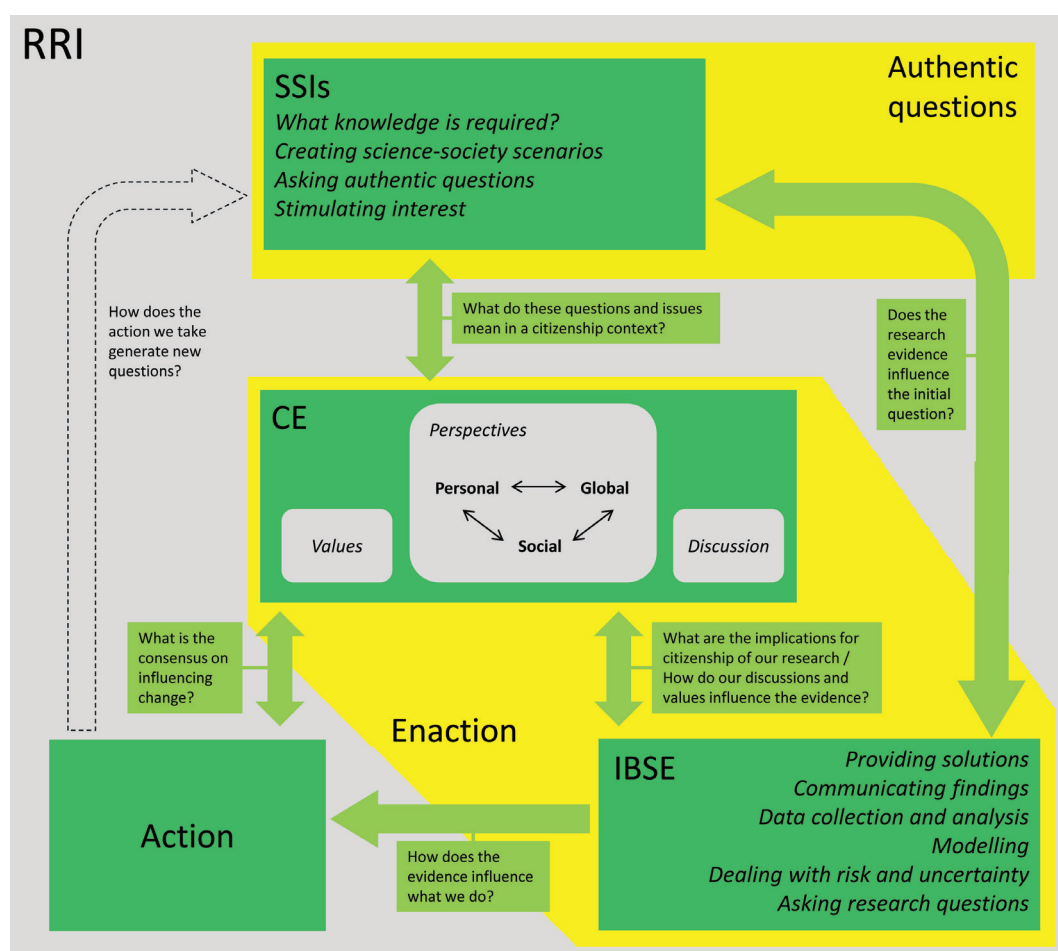 RRI
Authentic
questions
SSIs
What knowledge is required?
Creating science-society scenarios
Asking authentic questions
Stimulating interest
How does the
action we take
generate new
questions?
What do these questions and issues
mean in a citizenship context?
Does the
research
evidence
influence
the initial
question?
CE
Perspectives
Personal
Global
Social
Values
Discussion
What is the
consensus on
influencing
change?
What are the implications for
citizenship of our research /
How do our discussions and
values influence the evidence?
Enaction
Action
IBSE
Providing solutions
Communicating findings
Data collection and analysis
Modelling
Dealing with risk and uncertainty
Asking research questions
How does the
evidence influence
what we do?